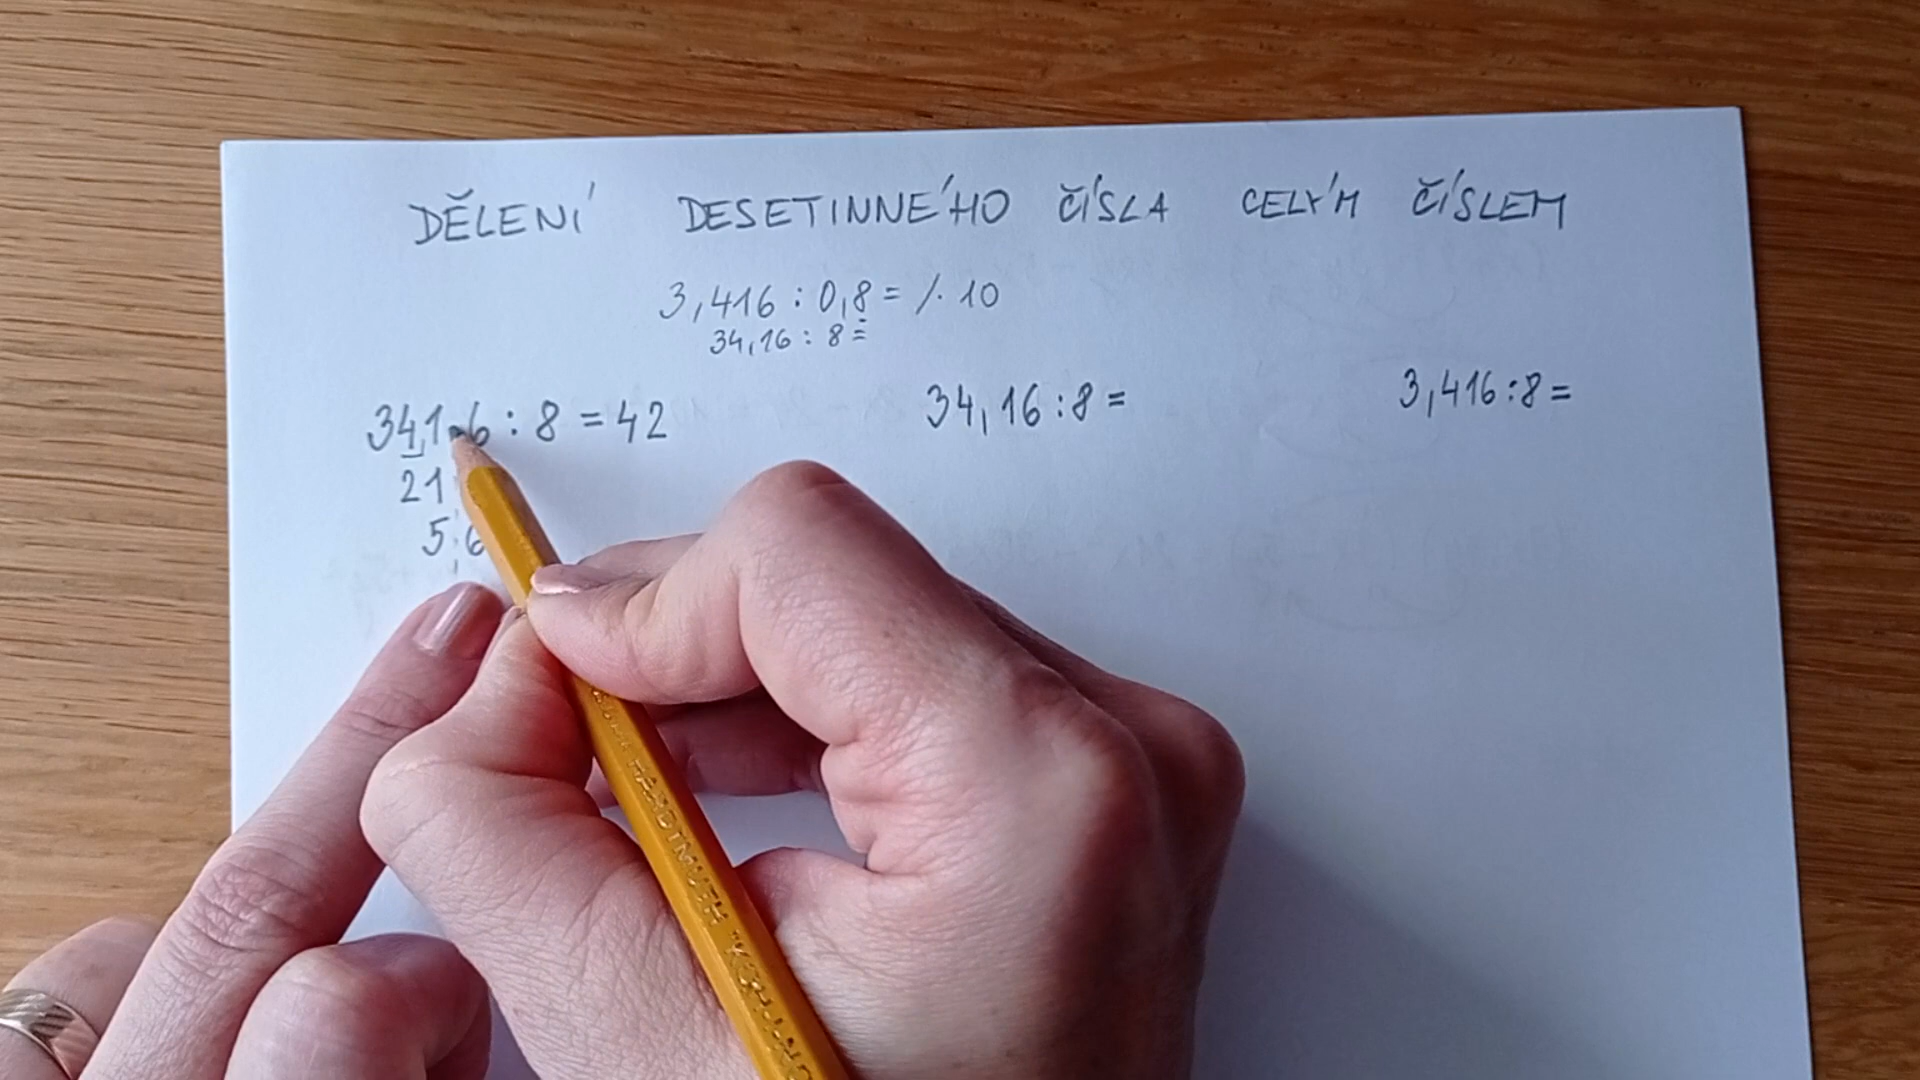 DĚLENÍ DESETINNÉHO ČÍSLA CELÝM ČÍSLEM
3,416 : 0,8 = /. 10
34,16 : 8 =
341,6 : 8 = 42
21
5 6
34,16 : 8 =
3,416 : 8 =